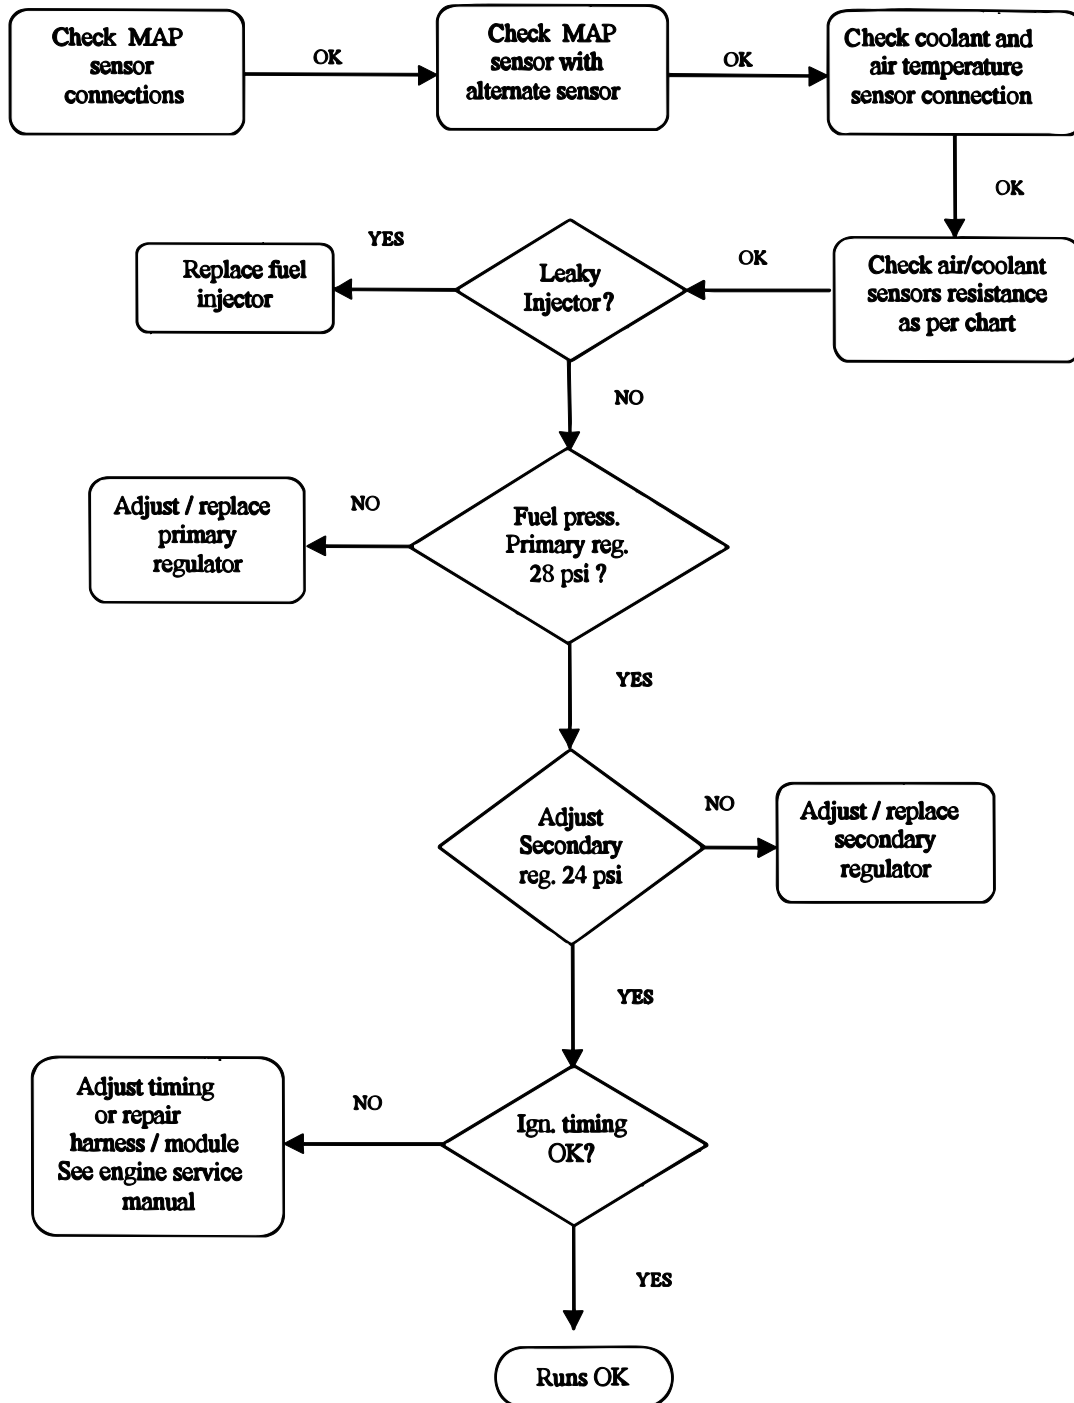 Check MAP
sensor
connections
OK
Check MAP
sensor with
alternate sensor
OK
Check coolant and
air temperature
sensor connection
OK
Check air/coolant
sensors resistance
as per chart
OK
Leaky
Injector?
YES
Replace fuel
injector
NO
Fuel press.
Primary reg.
28 psi ?
NO
Adjust / replace
primary
regulator
YES
Adjust
Secondary
reg. 24 psi
NO
Adjust / replace
secondary
regulator
YES
Ign. timing
OK?
NO
Adjust timing
or repair
harness / module
See engine service
manual
YES
Runs OK